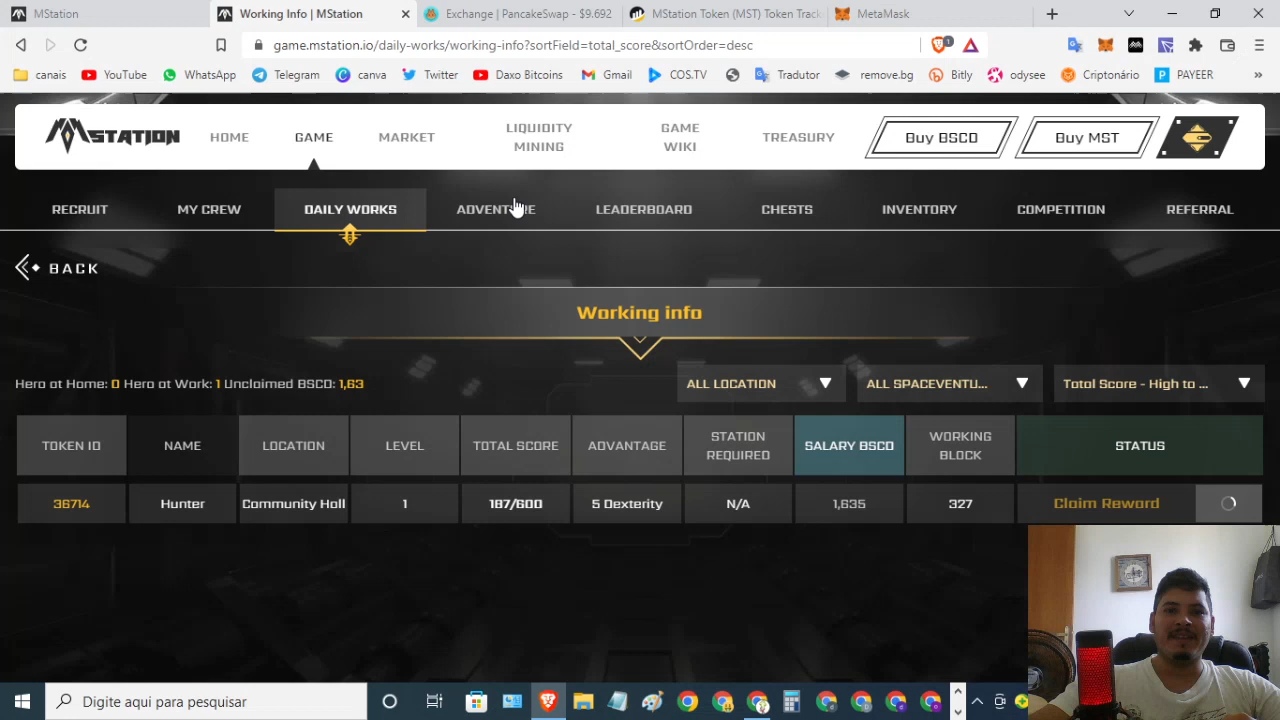 MStation
Working Info | MStation
Exchange | PancakeSwap - $9.692
MStation Token (MST) Token Track
MetaMask
game.mstation.io/daily-works/working-info?sortField=total_score&sortOrder=desc
1
canais
YouTube
WhatsApp
Telegram
canva
Twitter
Daxo Bitcoins
Gmail
COS.TV
Tradutor
remove.bg
Bitly
odysee
Criptonário
PAYEER
MSTATION
HOME
GAME
MARKET
LIQUIDITY
MINING
GAME
WIKI
TREASURY
Buy BSCD
Buy MST
RECRUIT
MY CREW
DAILY WORKS
ADVENTURE
LEADERBOARD
CHESTS
INVENTORY
COMPETITION
REFERRAL
BACK
Working info
Hero at Home: 0 Hero at Work: 1 Unclaimed BSCD: 1,63
ALL LOCATION
ALL SPACEVENTU...
Total Score - High to ...
TOKEN ID
NAME
LOCATION
LEVEL
TOTAL SCORE
ADVANTAGE
STATION
REQUIRED
SALARY BSCD
WORKING
BLOCK
STATUS
36714
Hunter
Community Hall
1
187/600
5 Dexterity
N/A
1,635
327
Claim Reward
Digite aqui para pesquisar